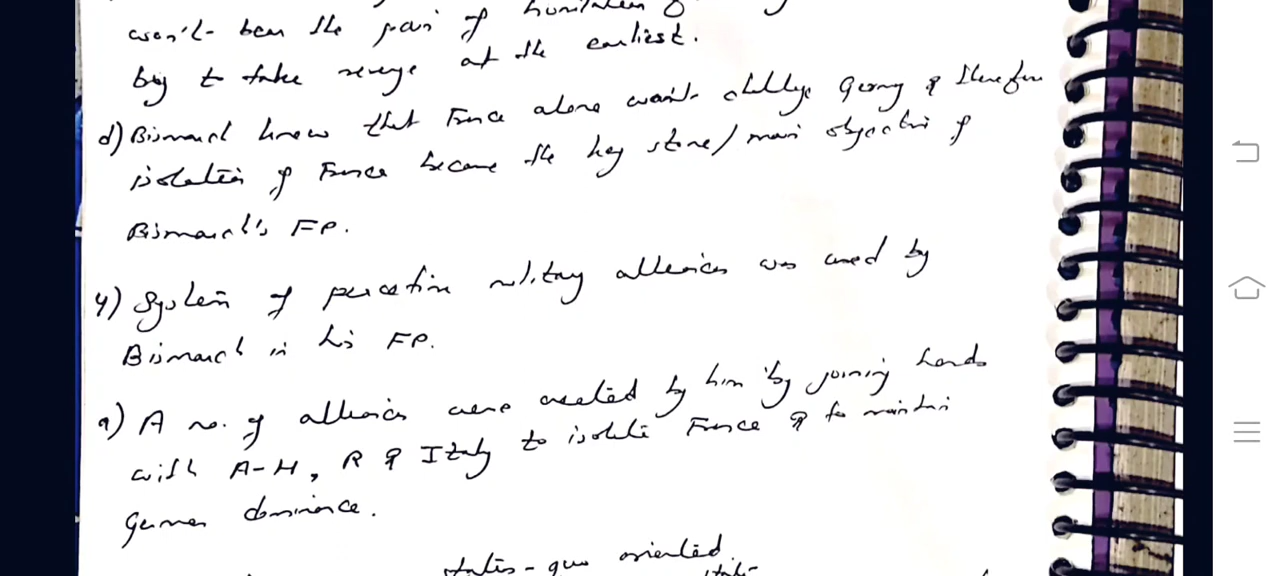 won't bear the pain of humiliation
try to take revenge at the earliest.
d) Bismarck knew that France alone won't challenge Germany & therefore
isolation of France became the key stone/main objective of
Bismarck's FP.
4) System of peacetime military alliances was used by
Bismarck in his FP.
a) A no. of alliances were created by him by joining hands
with A-H, R & Italy to isolate France & to maintain
German dominance.
status-quo oriented